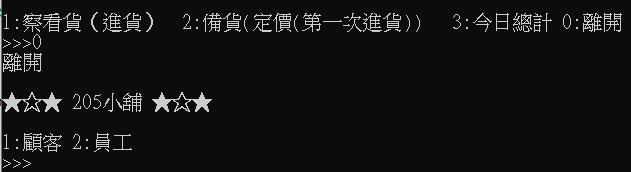 1:察看貨(進貨)  2:備貨(定價(第一次進貨))   3:今日總計 0:離開
>>>0
離開
★☆★ 205小舖 ★☆★
1:顧客 2:員工
>>>